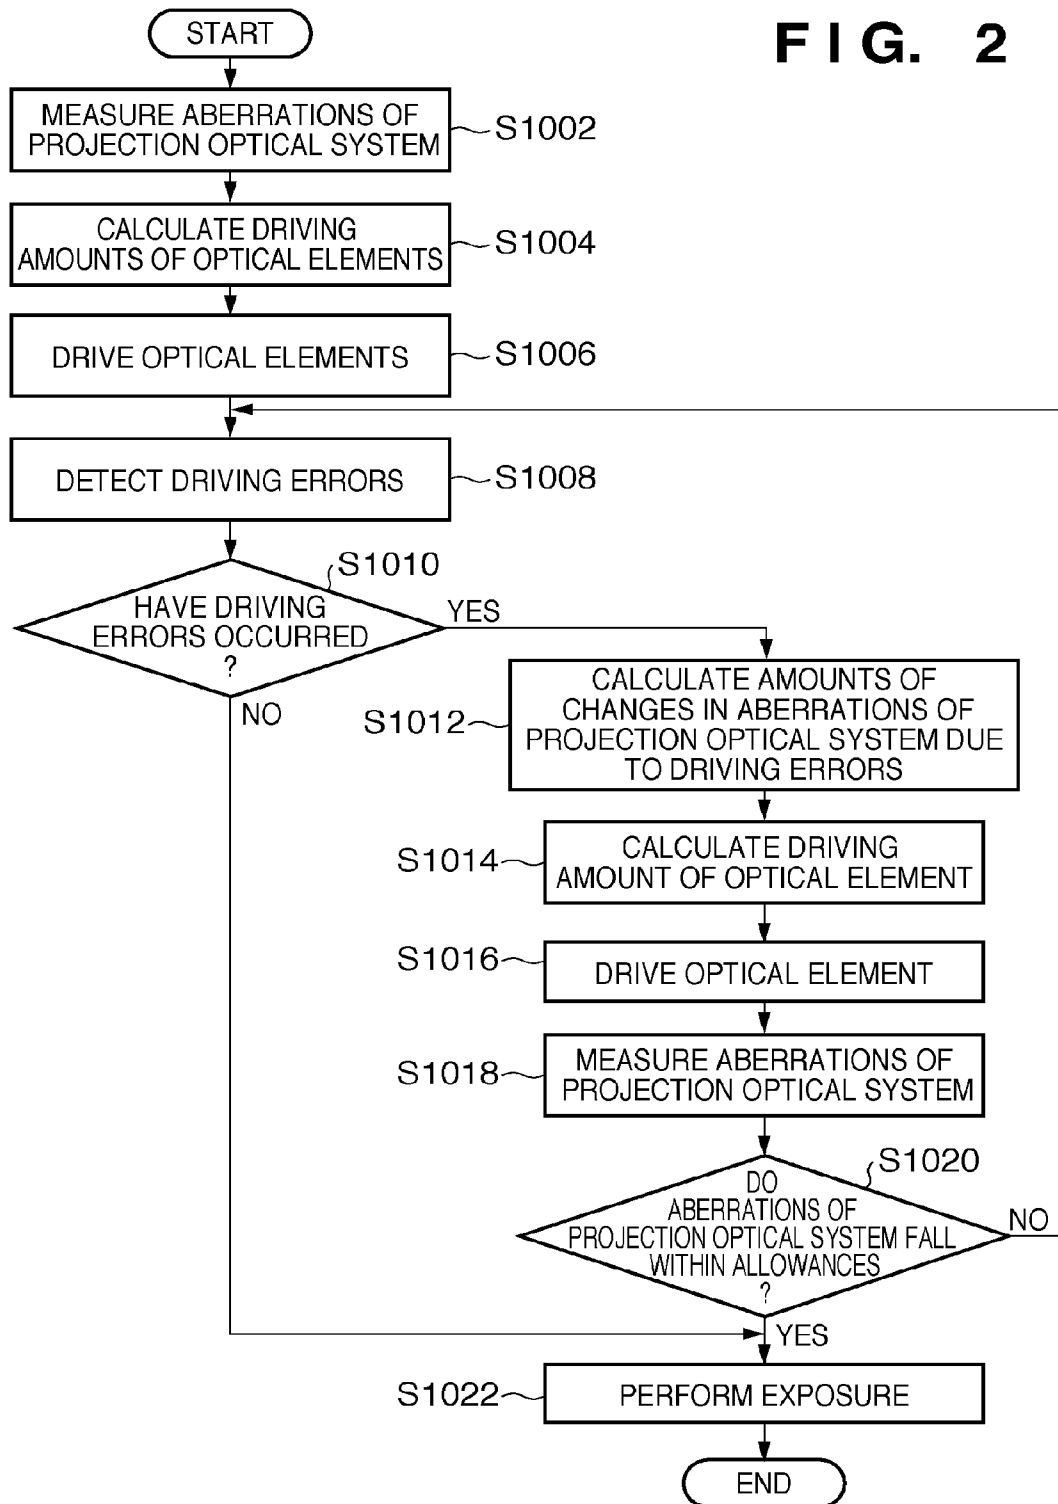 FIG. 2
START
MEASURE ABERRATIONS OF
PROJECTION OPTICAL SYSTEM
S1002
CALCULATE DRIVING
AMOUNTS OF OPTICAL ELEMENTS
S1004
DRIVE OPTICAL ELEMENTS
S1006
DETECT DRIVING ERRORS
S1008
S1010
HAVE DRIVING
ERRORS OCCURRED
?
YES
NO
S1012
CALCULATE AMOUNTS OF
CHANGES IN ABERRATIONS OF
PROJECTION OPTICAL SYSTEM DUE
TO DRIVING ERRORS
S1014
CALCULATE DRIVING
AMOUNT OF OPTICAL ELEMENT
S1016
DRIVE OPTICAL ELEMENT
S1018
MEASURE ABERRATIONS OF
PROJECTION OPTICAL SYSTEM
S1020
DO
ABERRATIONS OF
PROJECTION OPTICAL SYSTEM FALL
WITHIN ALLOWANCES
?
NO
YES
S1022
PERFORM EXPOSURE
END